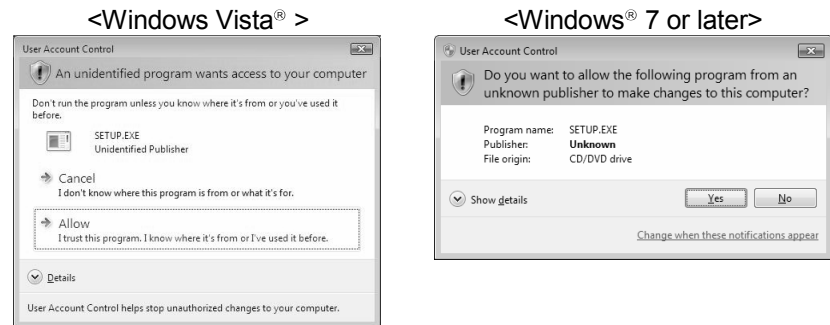 <Windows Vista® >
User Account Control
An unidentified program wants access to your computer
Don't run the program unless you know where it's from or you've used it
before.
SETUP.EXE
Unidentified Publisher
Cancel
I don't know where this program is from or what it's for.
Allow
I trust this program. I know where it's from or I've used it before.
Details
User Account Control helps stop unauthorized changes to your computer.
<Windows® 7 or later>
User Account Control
Do you want to allow the following program from an
unknown publisher to make changes to this computer?
Program name: SETUP.EXE
Publisher: Unknown
File origin: CD/DVD drive
Show details
Yes No
Change when these notifications appear